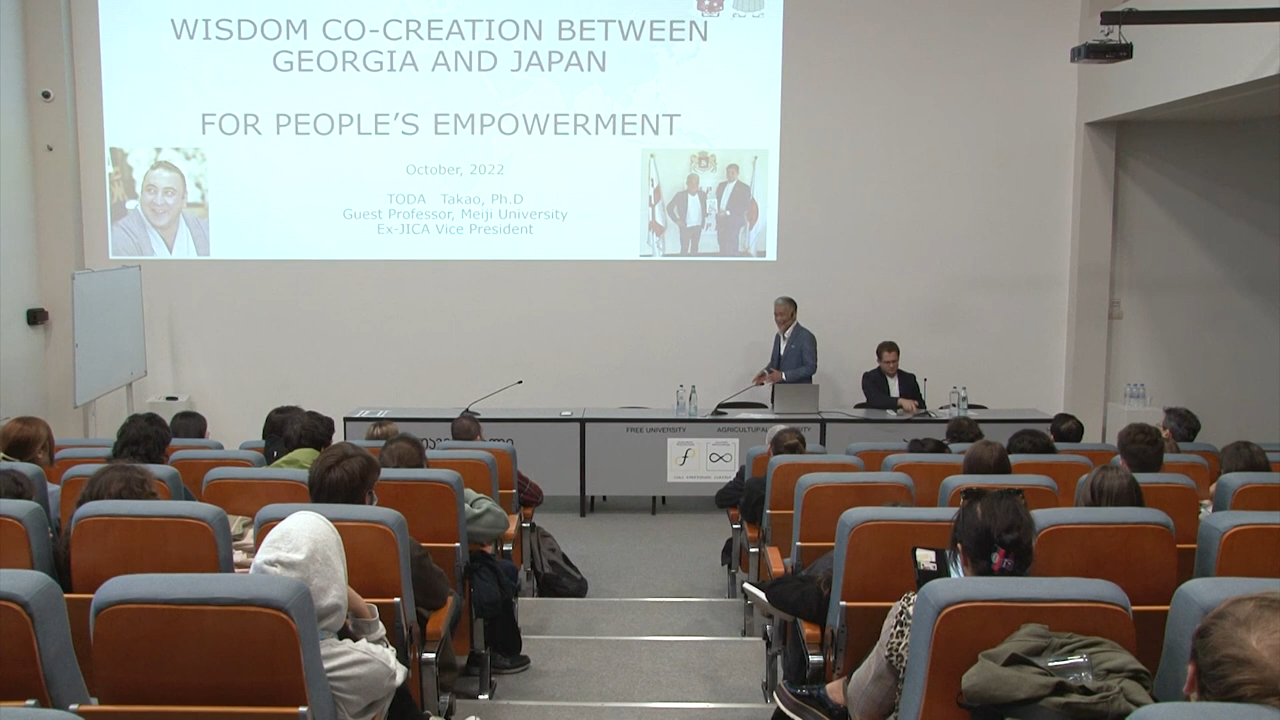 WISDOM CO-CREATION BETWEEN
GEORGIA AND JAPAN
FOR PEOPLE'S EMPOWERMENT
October, 2022
TODA Takao, Ph.D
Guest Professor, Meiji University
Ex-JICA Vice President
FREE UNIVERSITY
AGRICULTURAL